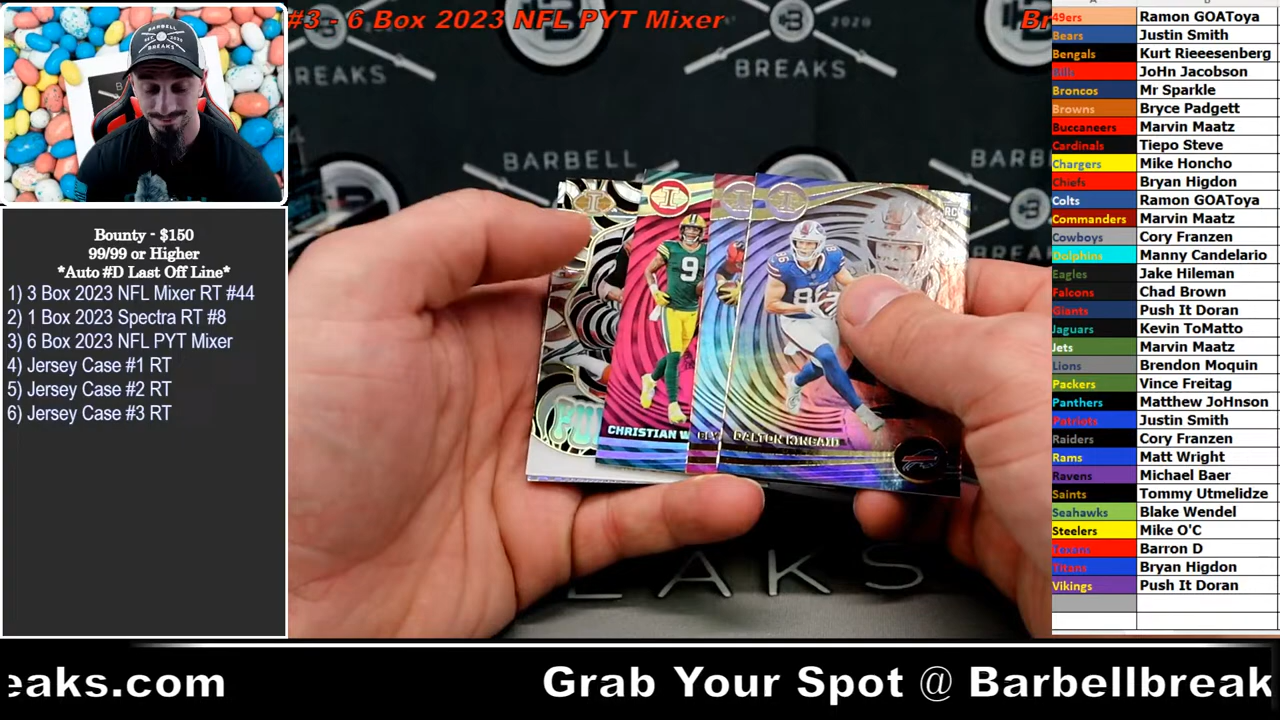 #3 - 6 Box 2023 NFL PYT Mixer
Br
BARBELL
BREAKS
2020
BREAKS
BREAKS
BARBELL
BARB
Bounty - $150
99/99 or Higher
*Auto #D Last Off Line*
1) 3 Box 2023 NFL Mixer RT #44
2) 1 Box 2023 Spectra RT #8
3) 6 Box 2023 NFL PYT Mixer
4) Jersey Case #1 RT
5) Jersey Case #2 RT
6) Jersey Case #3 RT
CHRISTIAN W
DALTON KINCAID
EAKS
49ers Ramon GOAToya
Bears Justin Smith
Bengals Kurt Rieeesenberg
Bills JoHn Jacobson
Broncos Mr Sparkle
Browns Bryce Padgett
Buccaneers Marvin Maatz
Cardinals Tiepo Steve
Chargers Mike Honcho
Chiefs Bryan Higdon
Colts Ramon GOAToya
Commanders Marvin Maatz
Cowboys Cory Franzen
Dolphins Manny Candelario
Eagles Jake Hileman
Falcons Chad Brown
Giants Push It Doran
Jaguars Kevin ToMatto
Jets Marvin Maatz
Lions Brendon Moquin
Packers Vince Freitag
Panthers Matthew JoHnson
Patriots Justin Smith
Raiders Cory Franzen
Rams Matt Wright
Ravens Michael Baer
Saints Tommy Utmelidze
Seahawks Blake Wendel
Steelers Mike O'C
Texans Barron D
Titans Bryan Higdon
Vikings Push It Doran
eaks.com Grab Your Spot @ Barbellbreak